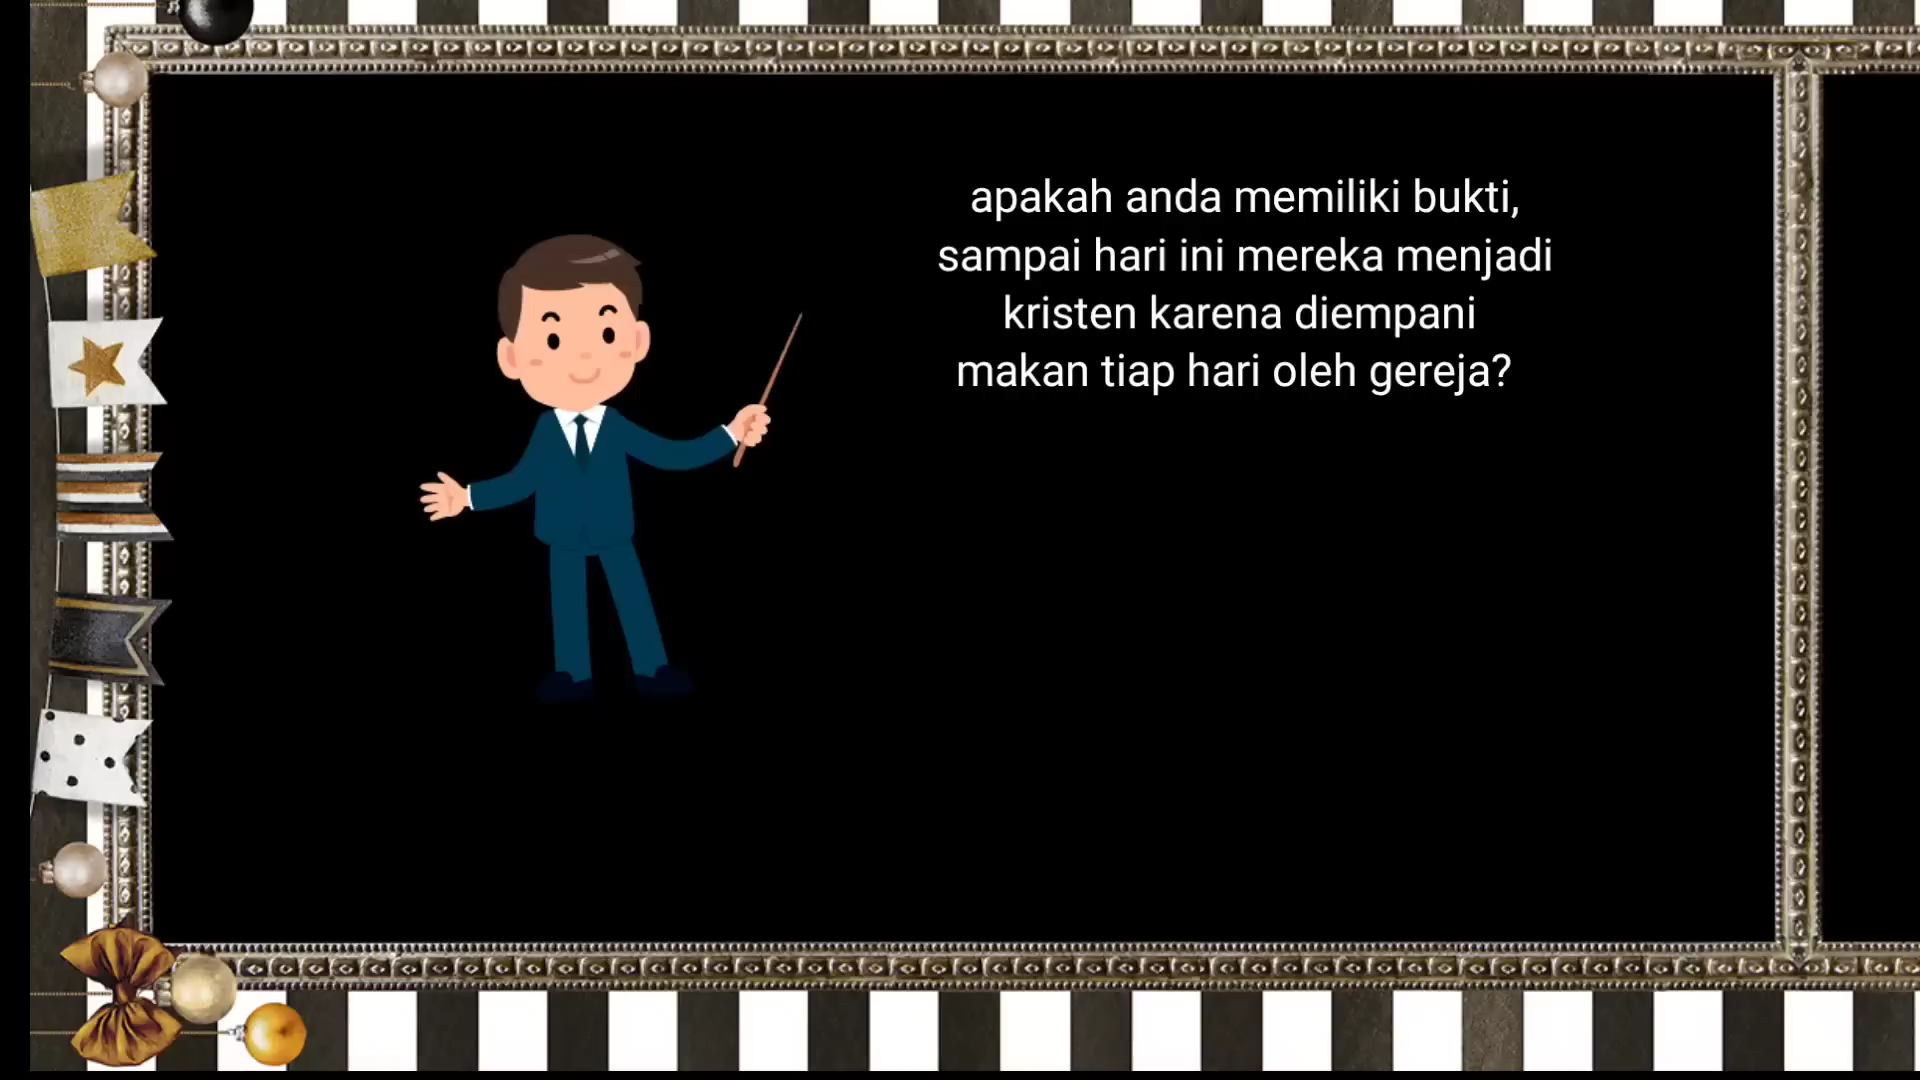 apakah anda memiliki bukti,
sampai hari ini mereka menjadi
kristen karena diempani
makan tiap hari oleh gereja?